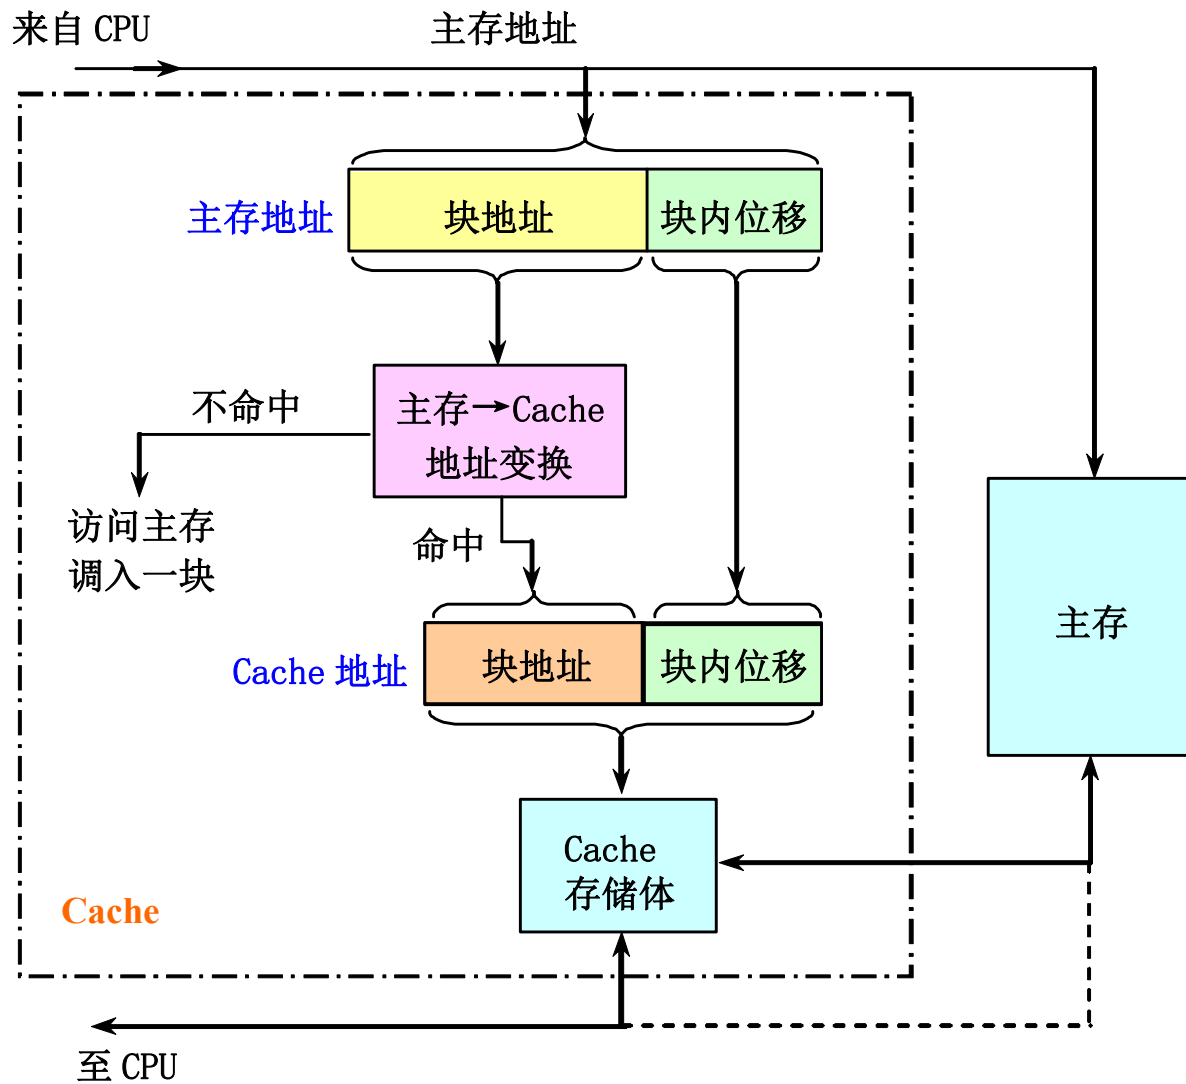 来自 CPU
主存地址
主存地址
块地址
块内位移
不命中
主存→Cache
地址变换
访问主存
调入一块
命中
主存
Cache 地址
块地址
块内位移
Cache
存储体
Cache
至 CPU